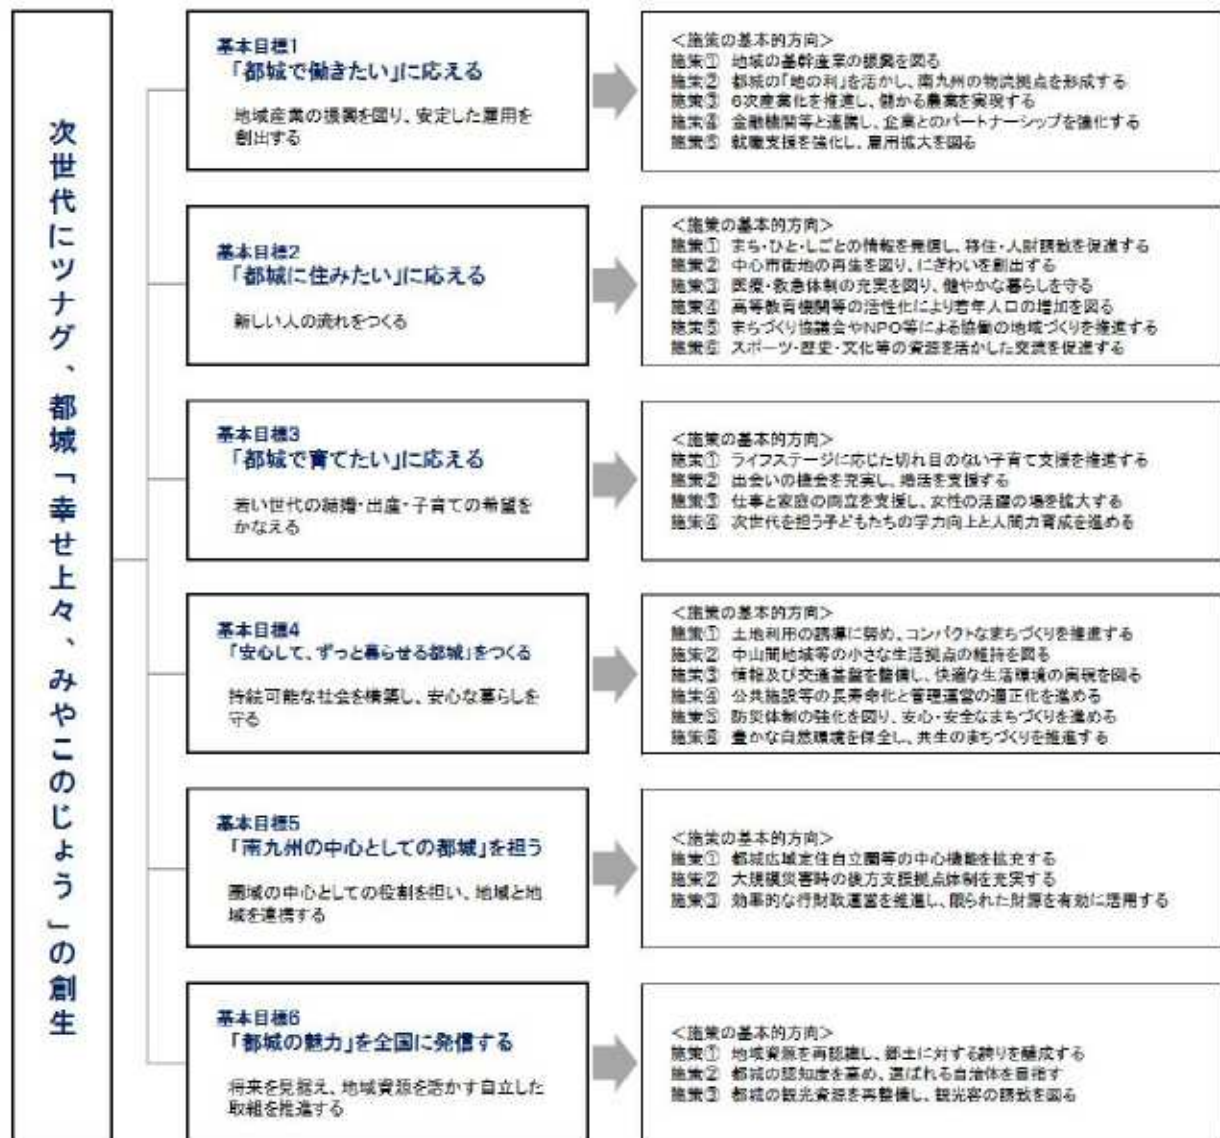 次世代にツナグ、都城「幸せ上々、みやこのじょう」の創生
基本目標1
「都城で働きたい」に応える
地域産業の振興を図り、安定した雇用を
創出する
<施策の基本的方向>
施策① 地域の基幹産業の振興を図る
施策② 都城の「地の利」を活かし、南九州の物流拠点を形成する
施策③ 6次産業化を推進し、儲かる農業を実現する
施策④ 金融機関等と連携し、企業とのパートナーシップを強化する
施策⑤ 就職支援を強化し、雇用拡大を図る
基本目標2
「都城に住みたい」に応える
新しい人の流れをつくる
<施策の基本的方向>
施策① まち・ひと・しごとの情報を発信し、移住・人財誘致を促進する
施策② 中心市街地の再生を図り、にぎわいを創出する
施策③ 医療・救急体制の充実を図り、健やかな暮らしを守る
施策④ 高等教育機関等の活性化により若年人口の増加を図る
施策⑤ まちづくり協議会やNPO等による協働の地域づくりを推進する
施策⑥ スポーツ・歴史・文化等の資源を活かした交流を促進する
基本目標3
「都城で育てたい」に応える
若い世代の結婚・出産・子育ての希望を
かなえる
<施策の基本的方向>
施策① ライフステージに応じた切れ目のない子育て支援を推進する
施策② 出会いの機会を充実し、婚活を支援する
施策③ 仕事と家庭の両立を支援し、女性の活躍の場を拡大する
施策④ 次世代を担う子どもたちの学力向上と人間力育成を進める
基本目標4
「安心して、ずっと暮らせる都城」をつくる
持続可能な社会を構築し、安心な暮らしを
守る
<施策の基本的方向>
施策① 土地利用の誘導に努め、コンパクトなまちづくりを推進する
施策② 中山間地域等の小さな生活拠点の維持を図る
施策③ 情報及び交通基盤を整備し、快適な生活環境の実現を図る
施策④ 公共施設等の長寿命化と管理運営の適正化を進める
施策⑤ 防災体制の強化を図り、安心・安全なまちづくりを進める
施策⑥ 豊かな自然環境を保全し、共生のまちづくりを推進する
基本目標5
「南九州の中心としての都城」を担う
圏域の中心としての役割を担い、地域と地
域を連携する
<施策の基本的方向>
施策① 都城広域定住自立圏等の中心機能を拡充する
施策② 大規模災害時の後方支援拠点体制を充実する
施策③ 効率的な行財政運営を推進し、限られた財源を有効に活用する
基本目標6
「都城の魅力」を全国に発信する
将来を見据え、地域資源を活かす自立した
取組を推進する
<施策の基本的方向>
施策① 地域資源を再認識し、郷土に対する誇りを醸成する
施策② 都城の認知度を高め、選ばれる自治体を目指す
施策③ 都城の観光資源を再整備し、観光客の誘致を図る